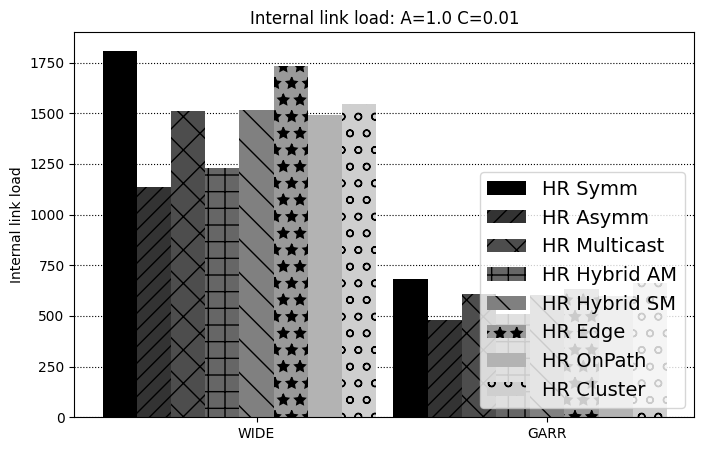 Internal link load: A=1.0 C=0.01
Internal link load
1750
1500
1250
1000
750
500
250
0
HR Symm
HR Asymm
HR Multicast
HR Hybrid AM
HR Hybrid SM
HR Edge
HR OnPath
HR Cluster
WIDE
GARR